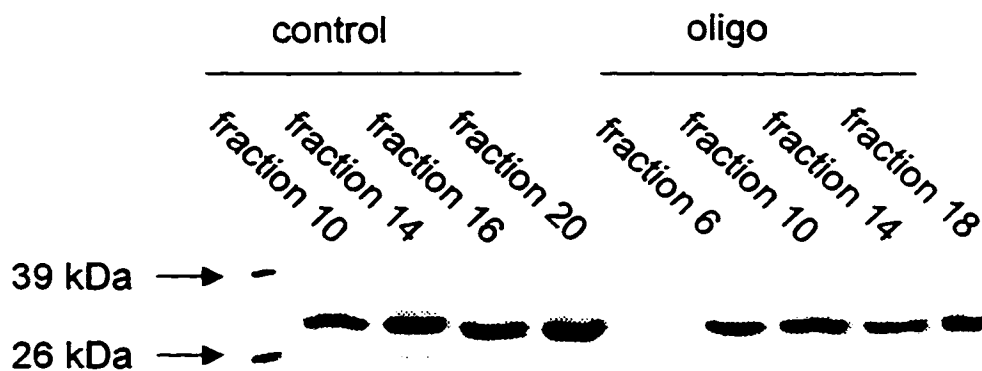 control oligo
fraction 10 fraction 14 fraction 16 fraction 20 fraction 6 fraction 10 fraction 14 fraction 18
39 kDa
26 kDa